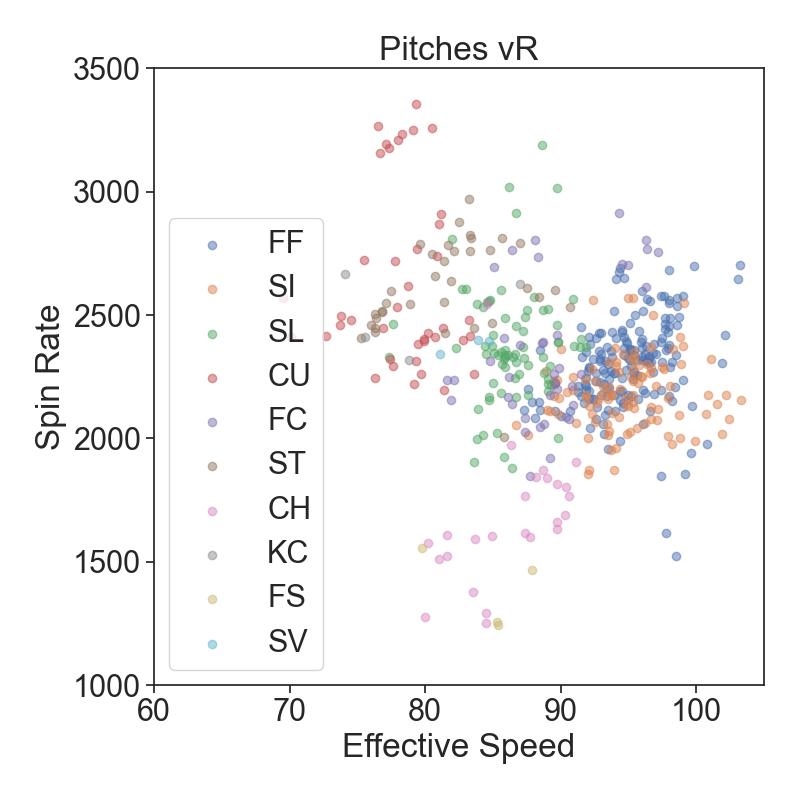 Pitches vR
3500
3000
2500
2000
1500
1000
Spin Rate
FF
SI
SL
CU
FC
ST
CH
KC
FS
SV
60 70 80 90 100
Effective Speed